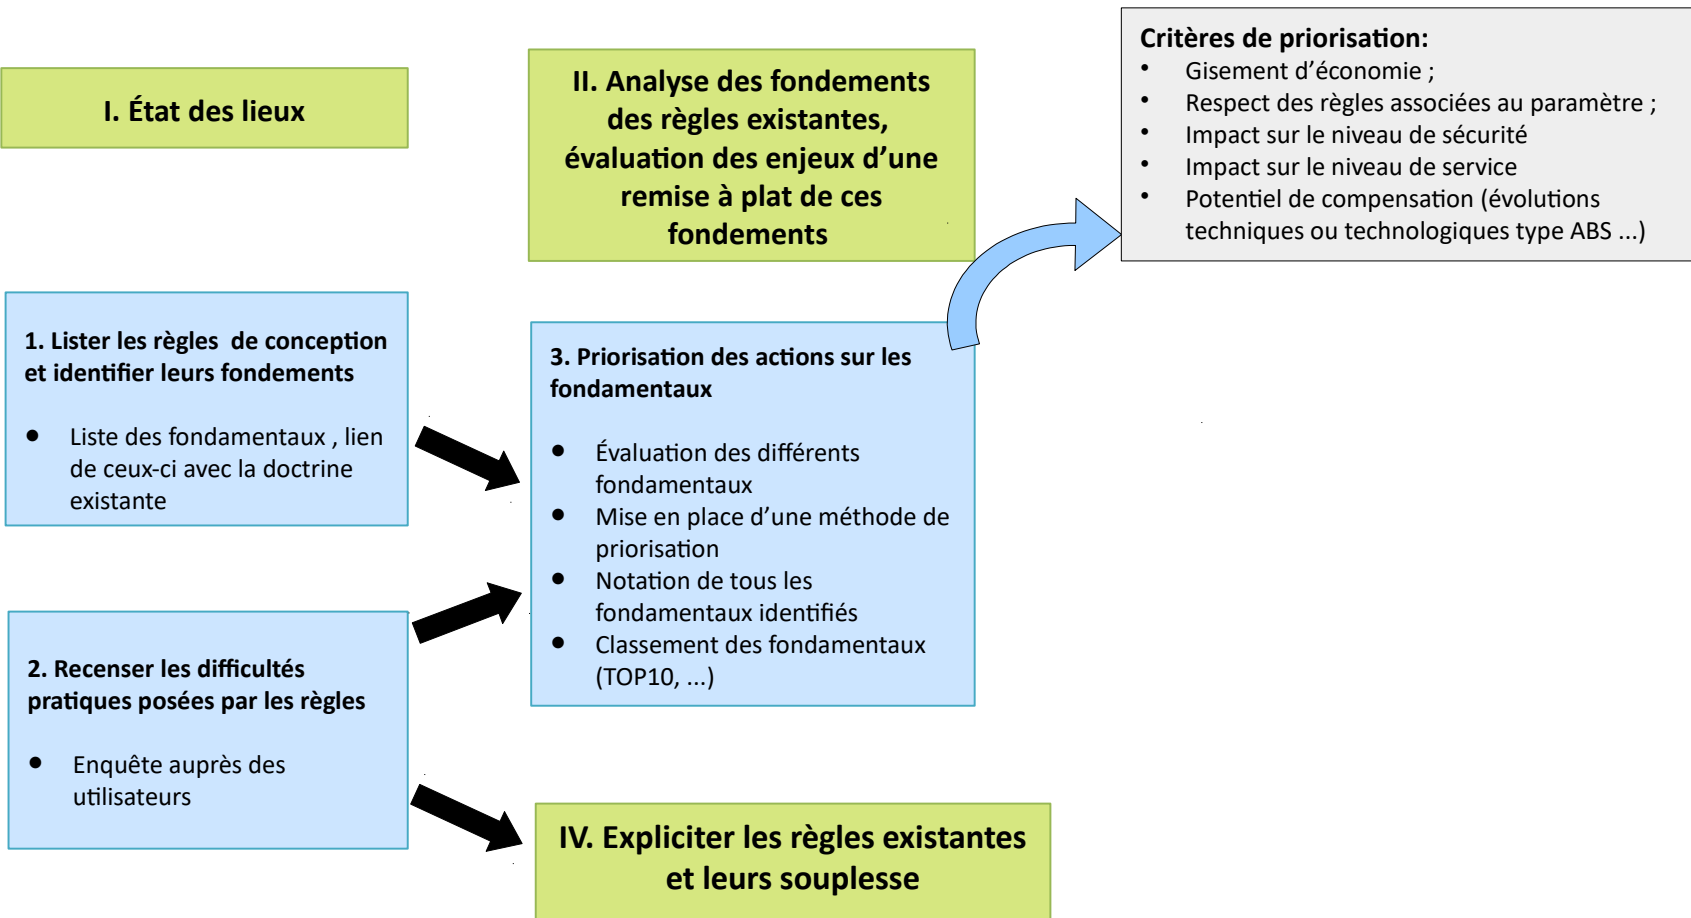 I. État des lieux
II. Analyse des fondements
des règles existantes,
évaluation des enjeux d’une
remise à plat de ces
fondements
Critères de priorisation:
• Gisement d’économie ;
• Respect des règles associées au paramètre ;
• Impact sur le niveau de sécurité
• Impact sur le niveau de service
• Potentiel de compensation (évolutions
techniques ou technologiques type ABS ...)
1. Lister les règles de conception
et identifier leurs fondements
• Liste des fondamentaux , lien
de ceux-ci avec la doctrine
existante
2. Recenser les difficultés
pratiques posées par les règles
• Enquête auprès des
utilisateurs
3. Priorisation des actions sur les
fondamentaux
• Évaluation des différents
fondamentaux
• Mise en place d’une méthode de
priorisation
• Notation de tous les
fondamentaux identifiés
• Classement des fondamentaux
(TOP10, ...)
IV. Expliciter les règles existantes
et leurs souplesse